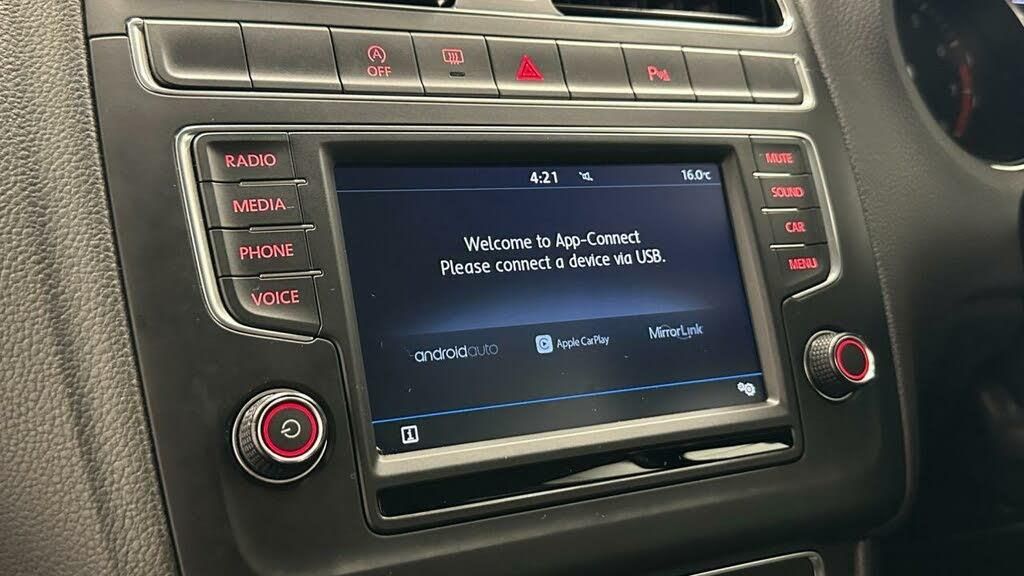 OFF
P
RADIO
MEDIA
PHONE
VOICE
4:21
16.0°C
Welcome to App-Connect
Please connect a device via USB.
androidauto
Apple CarPlay
MirrorLink
i
MUTE
SOUND
CAR
MENU